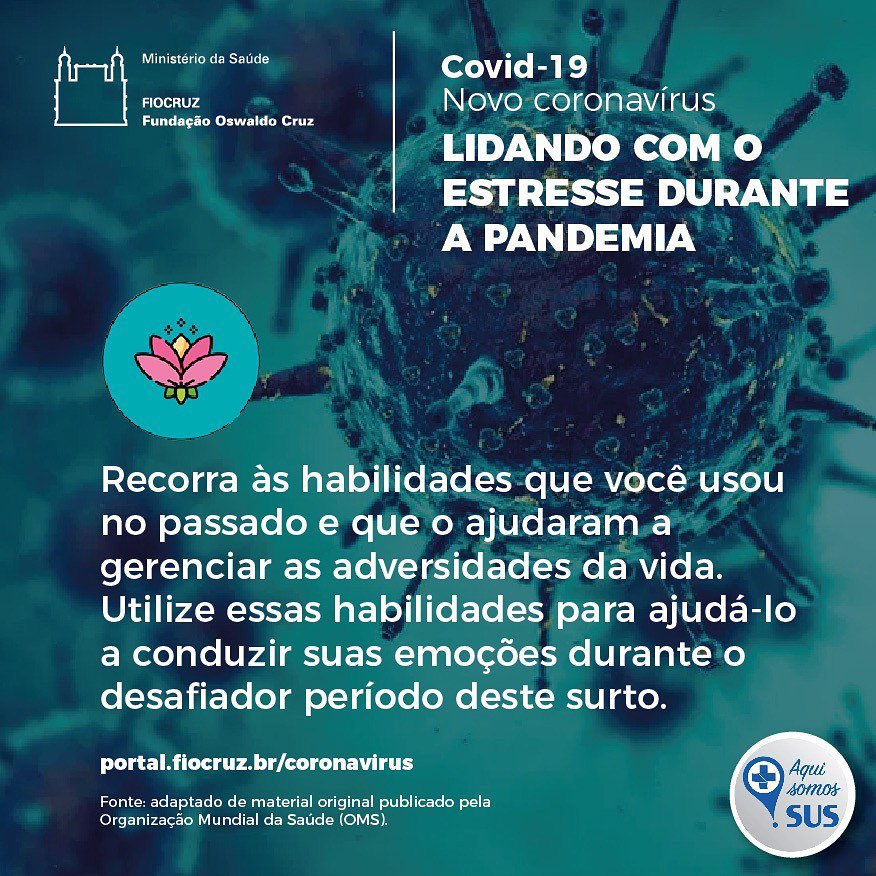 Ministério da Saúde
FIOCRUZ
Fundação Oswaldo Cruz
Covid-19
Novo coronavírus
LIDANDO COM O
ESTRESSE DURANTE
A PANDEMIA
Recorra às habilidades que você usou
no passado e que o ajudaram a
gerenciar as adversidades da vida.
Utilize essas habilidades para ajudá-lo
a conduzir suas emoções durante o
desafiador período deste surto.
portal.fiocruz.br/coronavirus
Fonte: adaptado de material original publicado pela
Organização Mundial da Saúde (OMS).
Aqui
somos
SUS